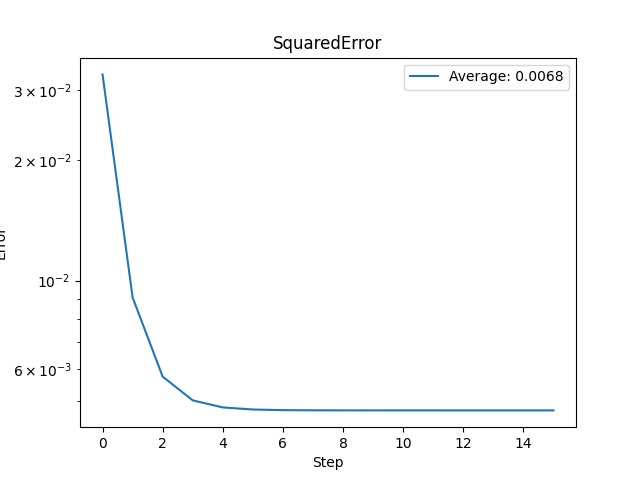 SquaredError
Average: 0.0068
3 × 10⁻²
2 × 10⁻²
10⁻²
6 × 10⁻³
Error
0 2 4 6 8 10 12 14
Step